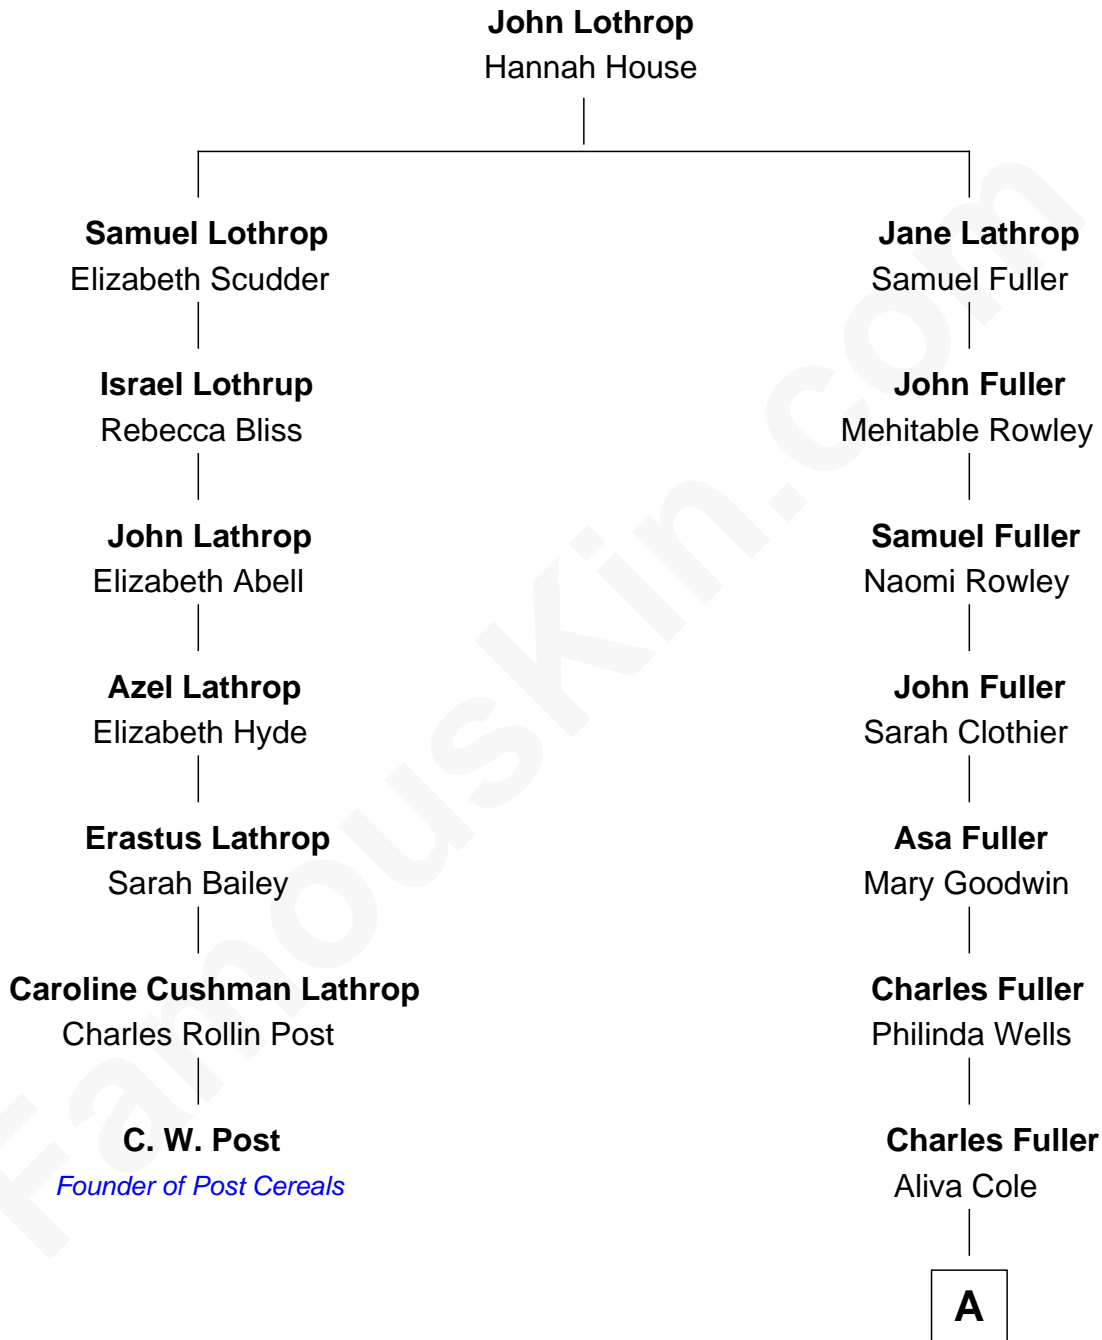 John Lothrop
Hannah House
Samuel Lothrop
Elizabeth Scudder
Jane Lathrop
Samuel Fuller
Israel Lothrup
Rebecca Bliss
John Fuller
Mehitable Rowley
John Lathrop
Elizabeth Abell
Samuel Fuller
Naomi Rowley
Azel Lathrop
Elizabeth Hyde
John Fuller
Sarah Clothier
Erastus Lathrop
Sarah Bailey
Asa Fuller
Mary Goodwin
Caroline Cushman Lathrop
Charles Rollin Post
Charles Fuller
Philinda Wells
C. W. Post
Founder of Post Cereals
Charles Fuller
Aliva Cole
A
FamousKin.com